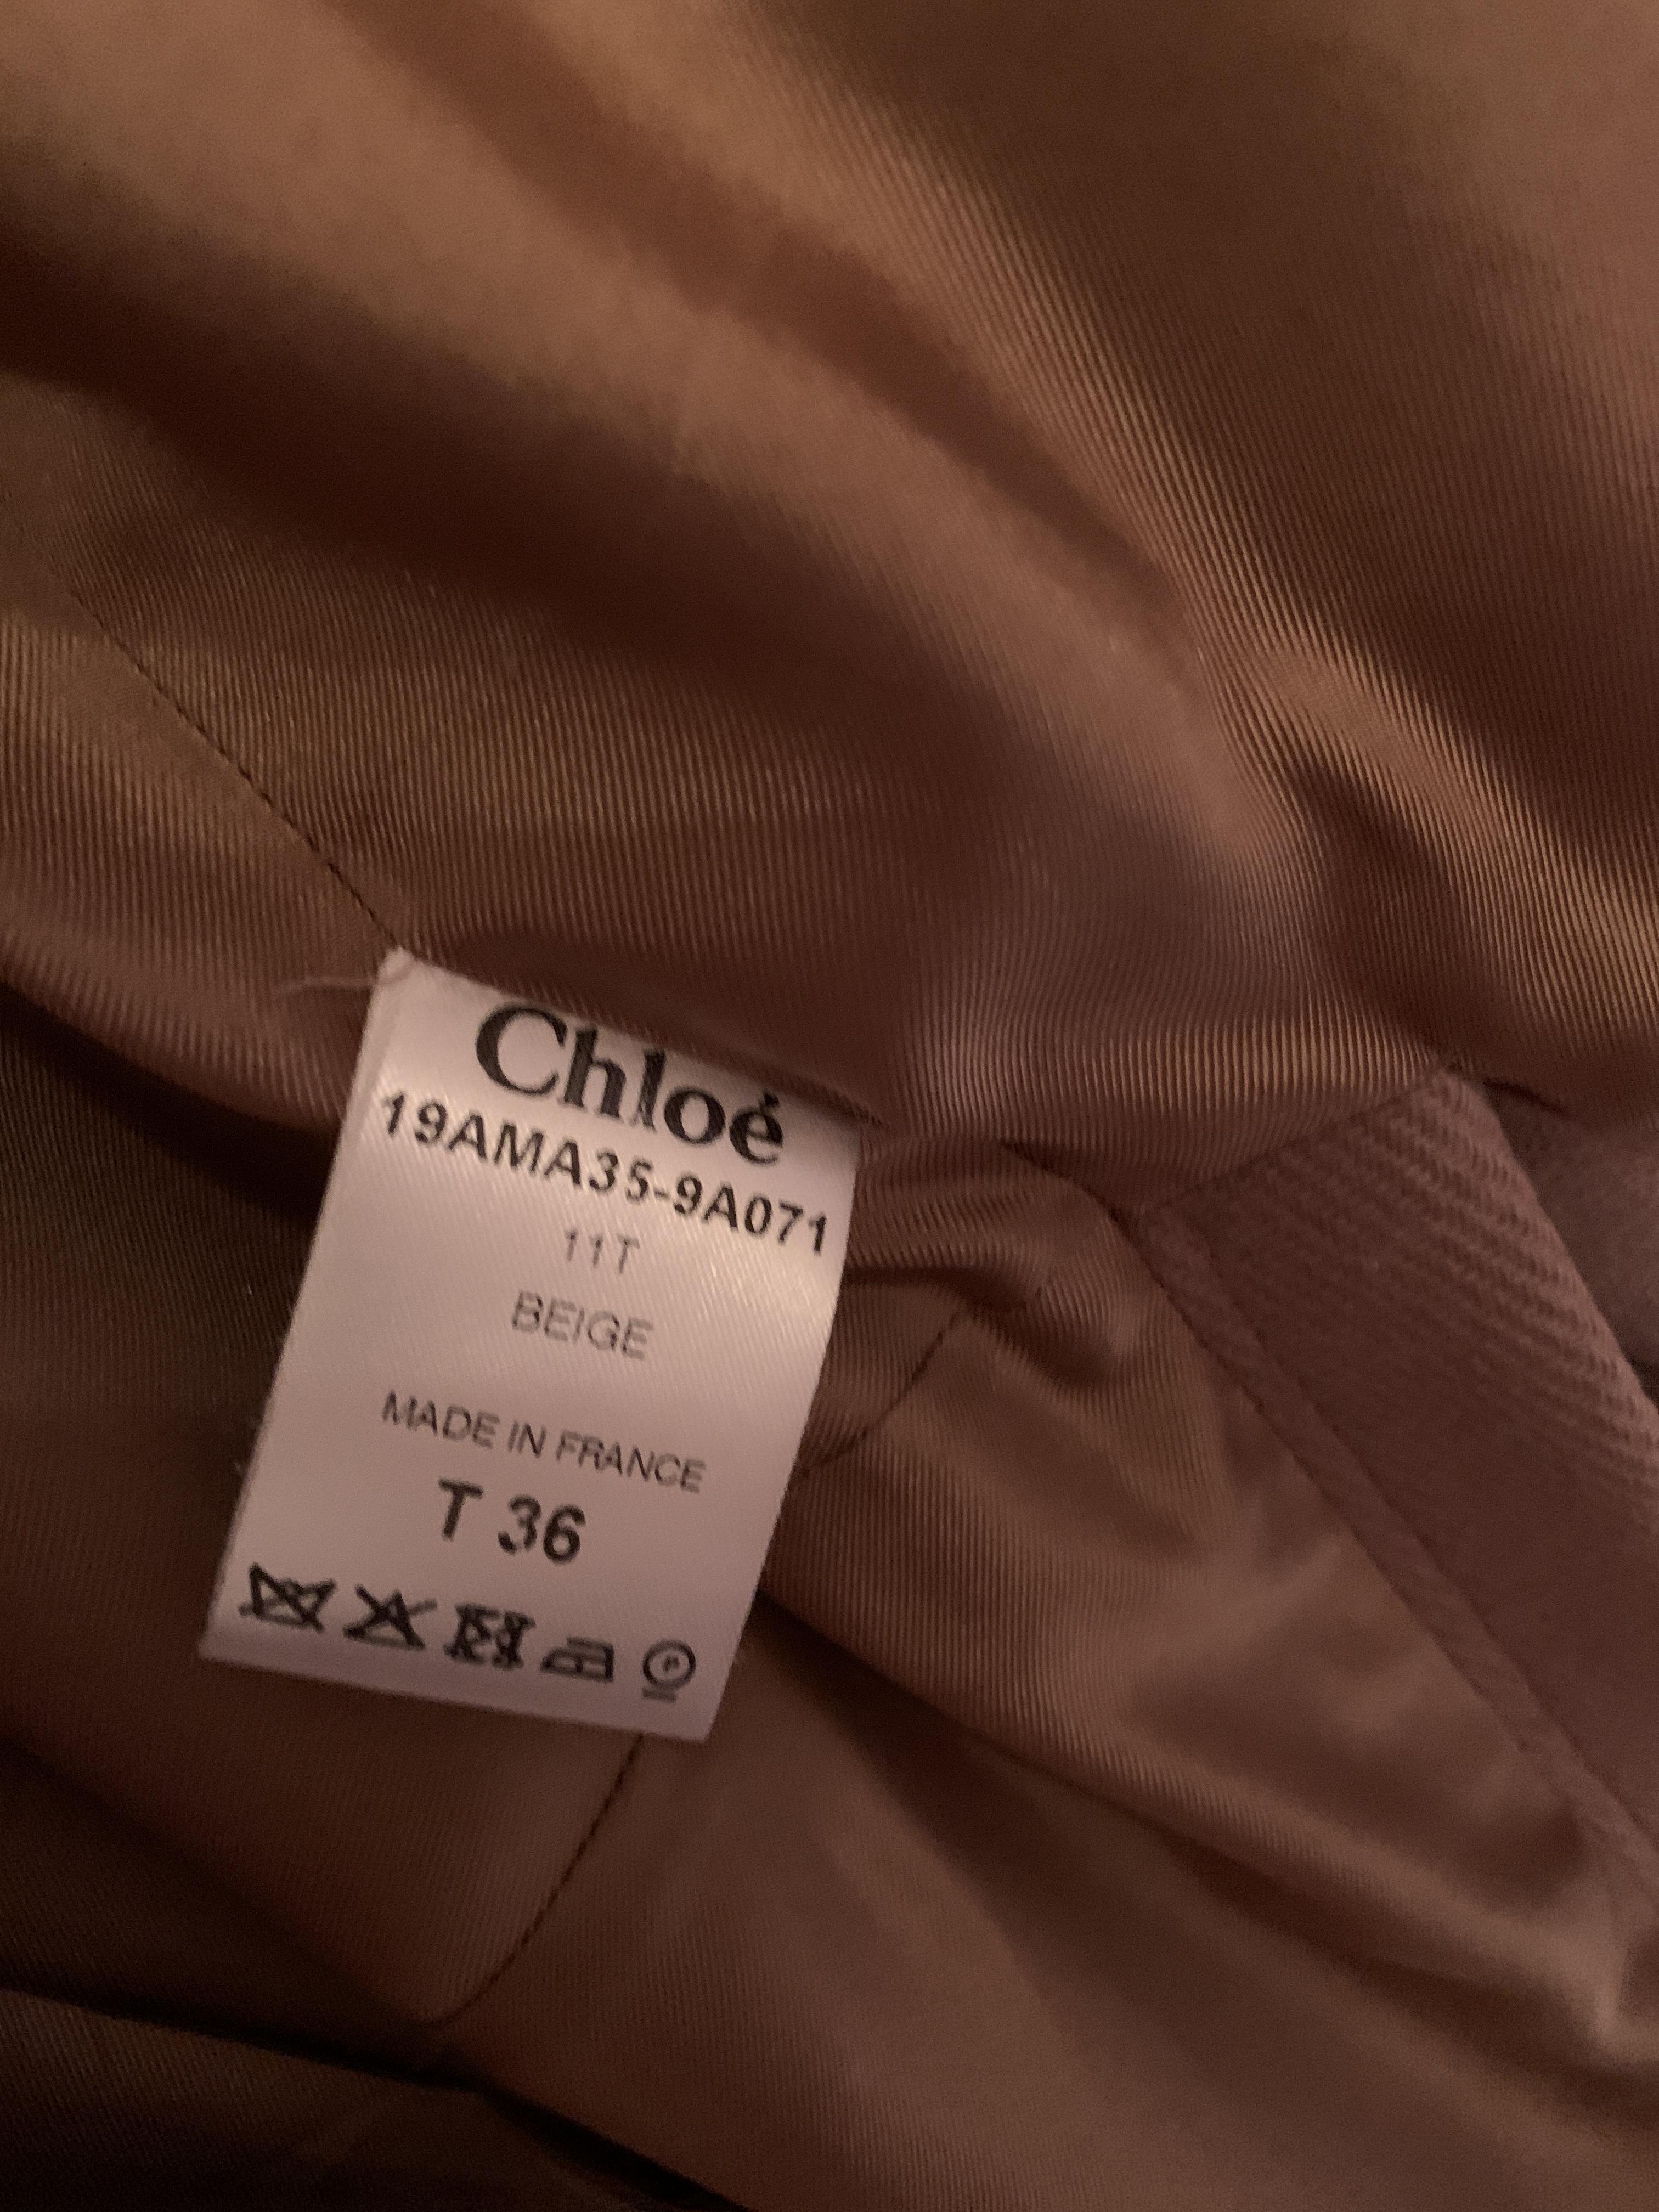 Chloé
19AMA35-9A071
11T
BEIGE
MADE IN FRANCE
T 36
P